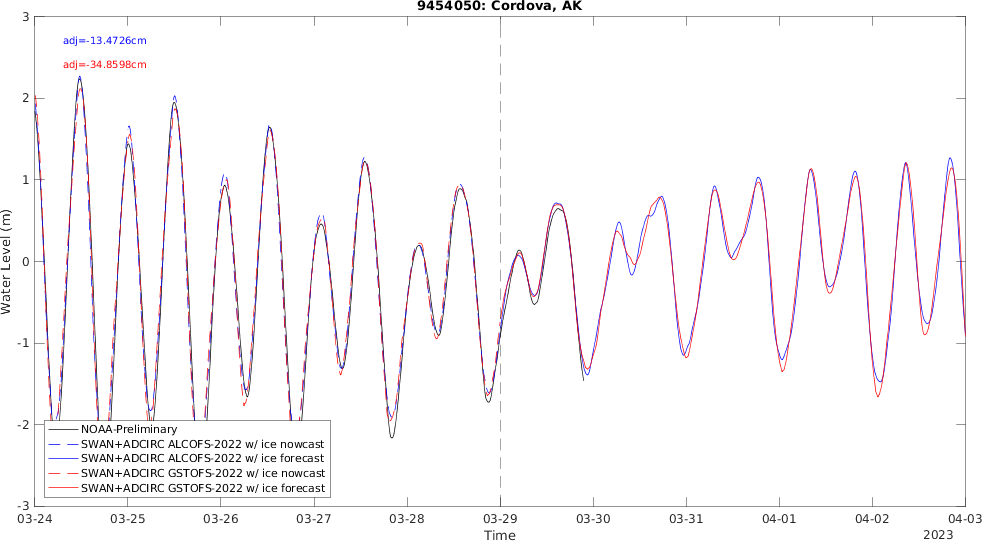 9454050: Cordova, AK
adj=-13.4726cm
adj=-34.8598cm
Water Level (m)
3
2
1
0
-1
-2
-3
NOAA-Preliminary
SWAN+ADCIRC ALCOFS-2022 w/ ice nowcast
SWAN+ADCIRC ALCOFS-2022 w/ ice forecast
SWAN+ADCIRC GSTOFS-2022 w/ ice nowcast
SWAN+ADCIRC GSTOFS-2022 w/ ice forecast
03-24 03-25 03-26 03-27 03-28 03-29 03-30 03-31 04-01 04-02 04-03
Time
2023